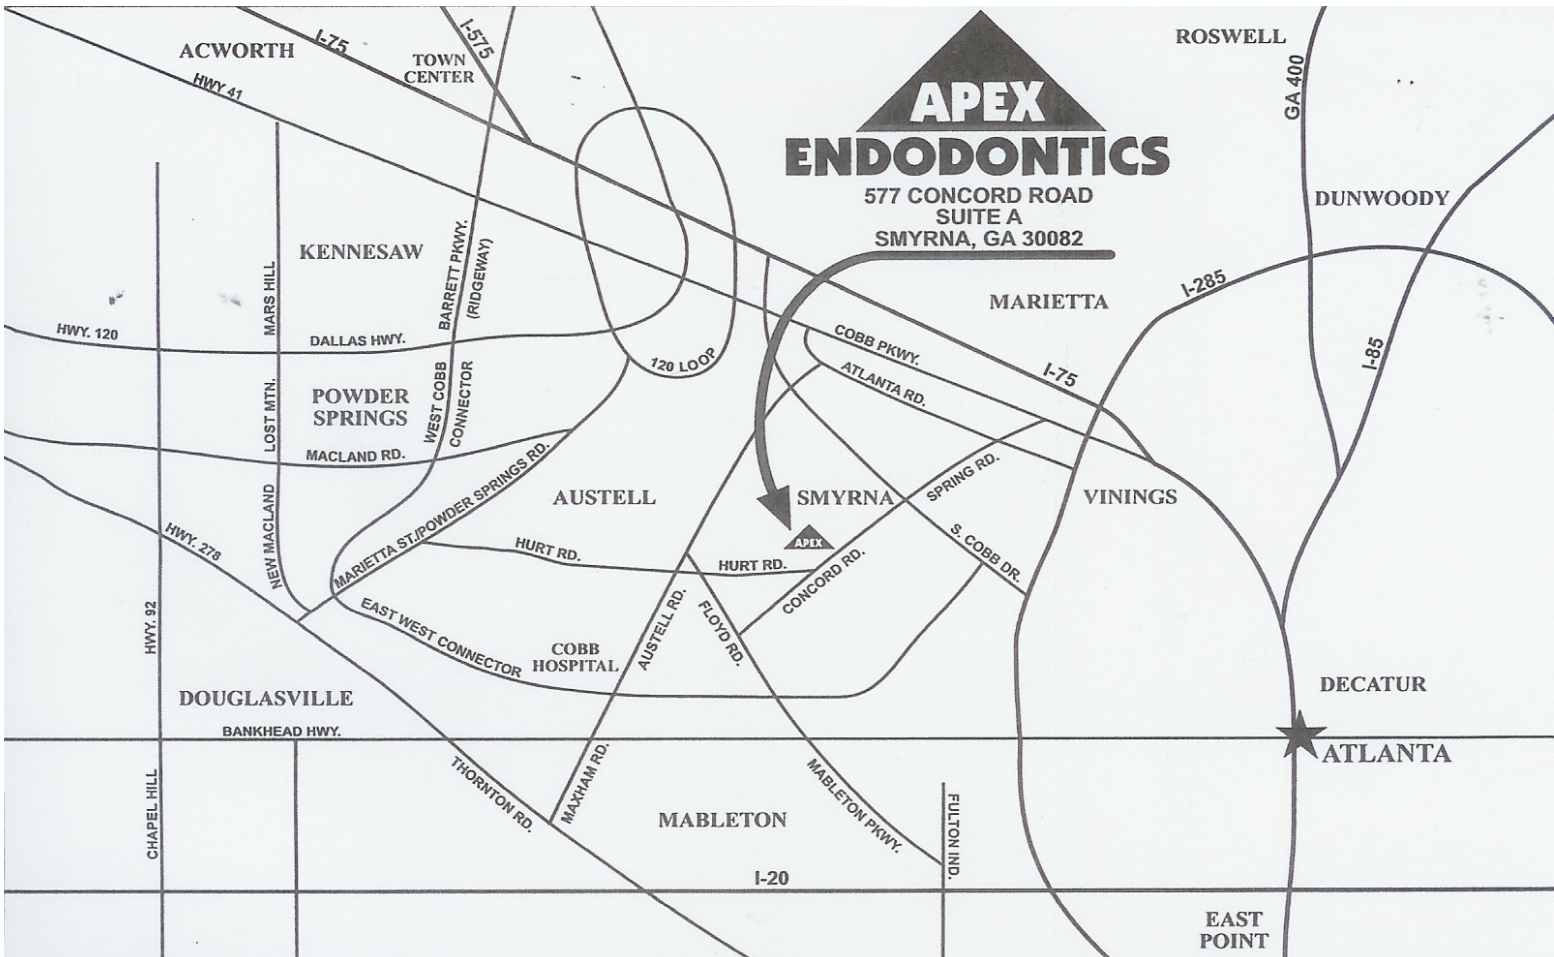 ACWORTH
I-75
I-575
TOWN
CENTER
HWY 41
APEX
ENDODONTICS
577 CONCORD ROAD
SUITE A
SMYRNA, GA 30082
ROSWELL
GA 400
DUNWOODY
KENNESAW
MARS HILL
BARRETT PKWY.
(RIDGEWAY)
MARIETTA
I-285
HWY. 120
DALLAS HWY.
120 LOOP
COBB PKWY.
ATLANTA RD.
I-75
I-85
POWDER
SPRINGS
LOST MTN.
WEST COBB
CONNECTOR
MACLAND RD.
MARIETTA ST./POWDER SPRINGS RD.
AUSTELL
SMYRNA
SPRING RD.
VININGS
HWY. 278
NEW MACLAND
HURT RD.
HURT RD.
APEX
CONCORD RD.
S. COBB DR.
HWY. 92
EAST WEST CONNECTOR
COBB
HOSPITAL
AUSTELL RD.
FLOYD RD.
DOUGLASVILLE
BANKHEAD HWY.
DECATUR
ATLANTA
CHAPEL HILL
THORNTON RD.
MAXHAM RD.
MABLETON
MABLETON PKWY.
FULTON IND.
I-20
EAST
POINT